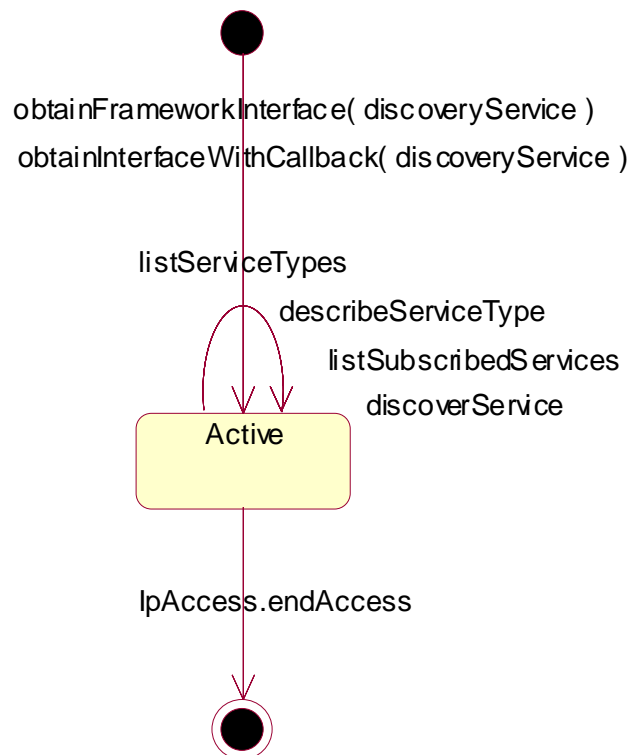 obtainFrameworkInterface( discoveryService )
obtainInterfaceWithCallback( discoveryService )
listServiceTypes
describeServiceType
listSubscribedServices
discoverService
Active
IpAccess.endAccess